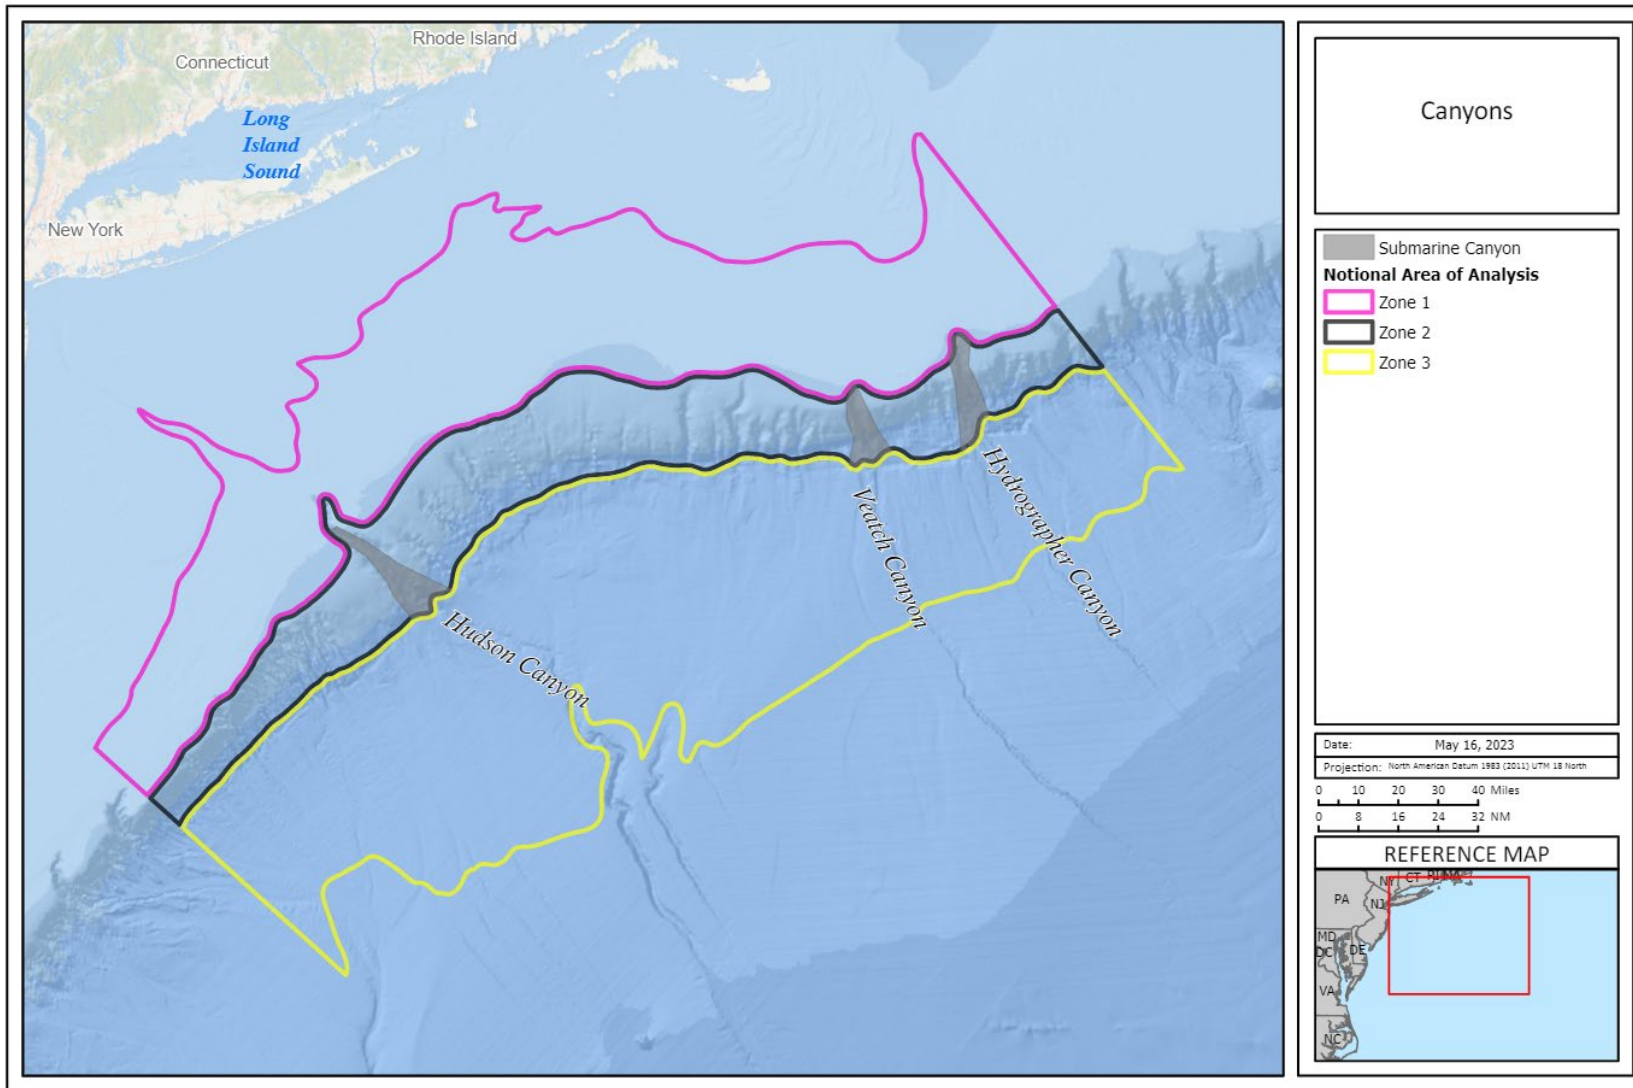 Rhode Island
Connecticut
Long
Island
Sound
New York
Hudson Canyon
Veatch Canyon
Hydrographer Canyon
Canyons
Submarine Canyon
Notional Area of Analysis
Zone 1
Zone 2
Zone 3
Date: May 16, 2023
Projection: North American Datum 1983 (2011) UTM 18 North
0 10 20 30 40 Miles
0 8 16 24 32 NM
REFERENCE MAP
NY CT RI MA
PA
NJ
MD
DC DE
VA
NC